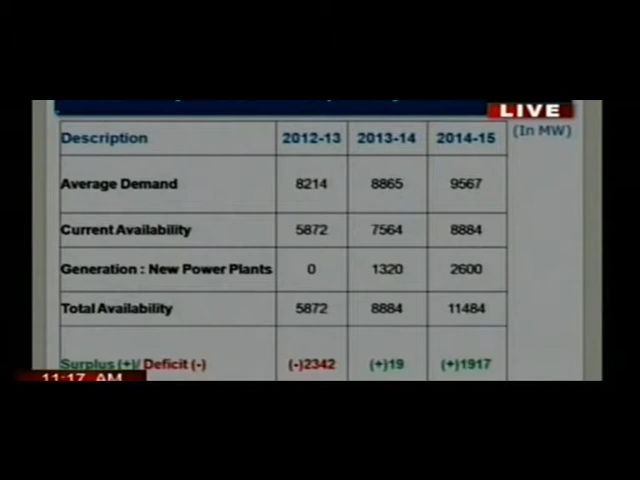 LIVE
(In MW)
Description 2012-13 2013-14 2014-15
Average Demand 8214 8865 9567
Current Availability 5872 7564 8884
Generation : New Power Plants 0 1320 2600
Total Availability 5872 8884 11484
Surplus (+)/ Deficit (-) (-)2342 (+)19 (+)1917
11:17 AM